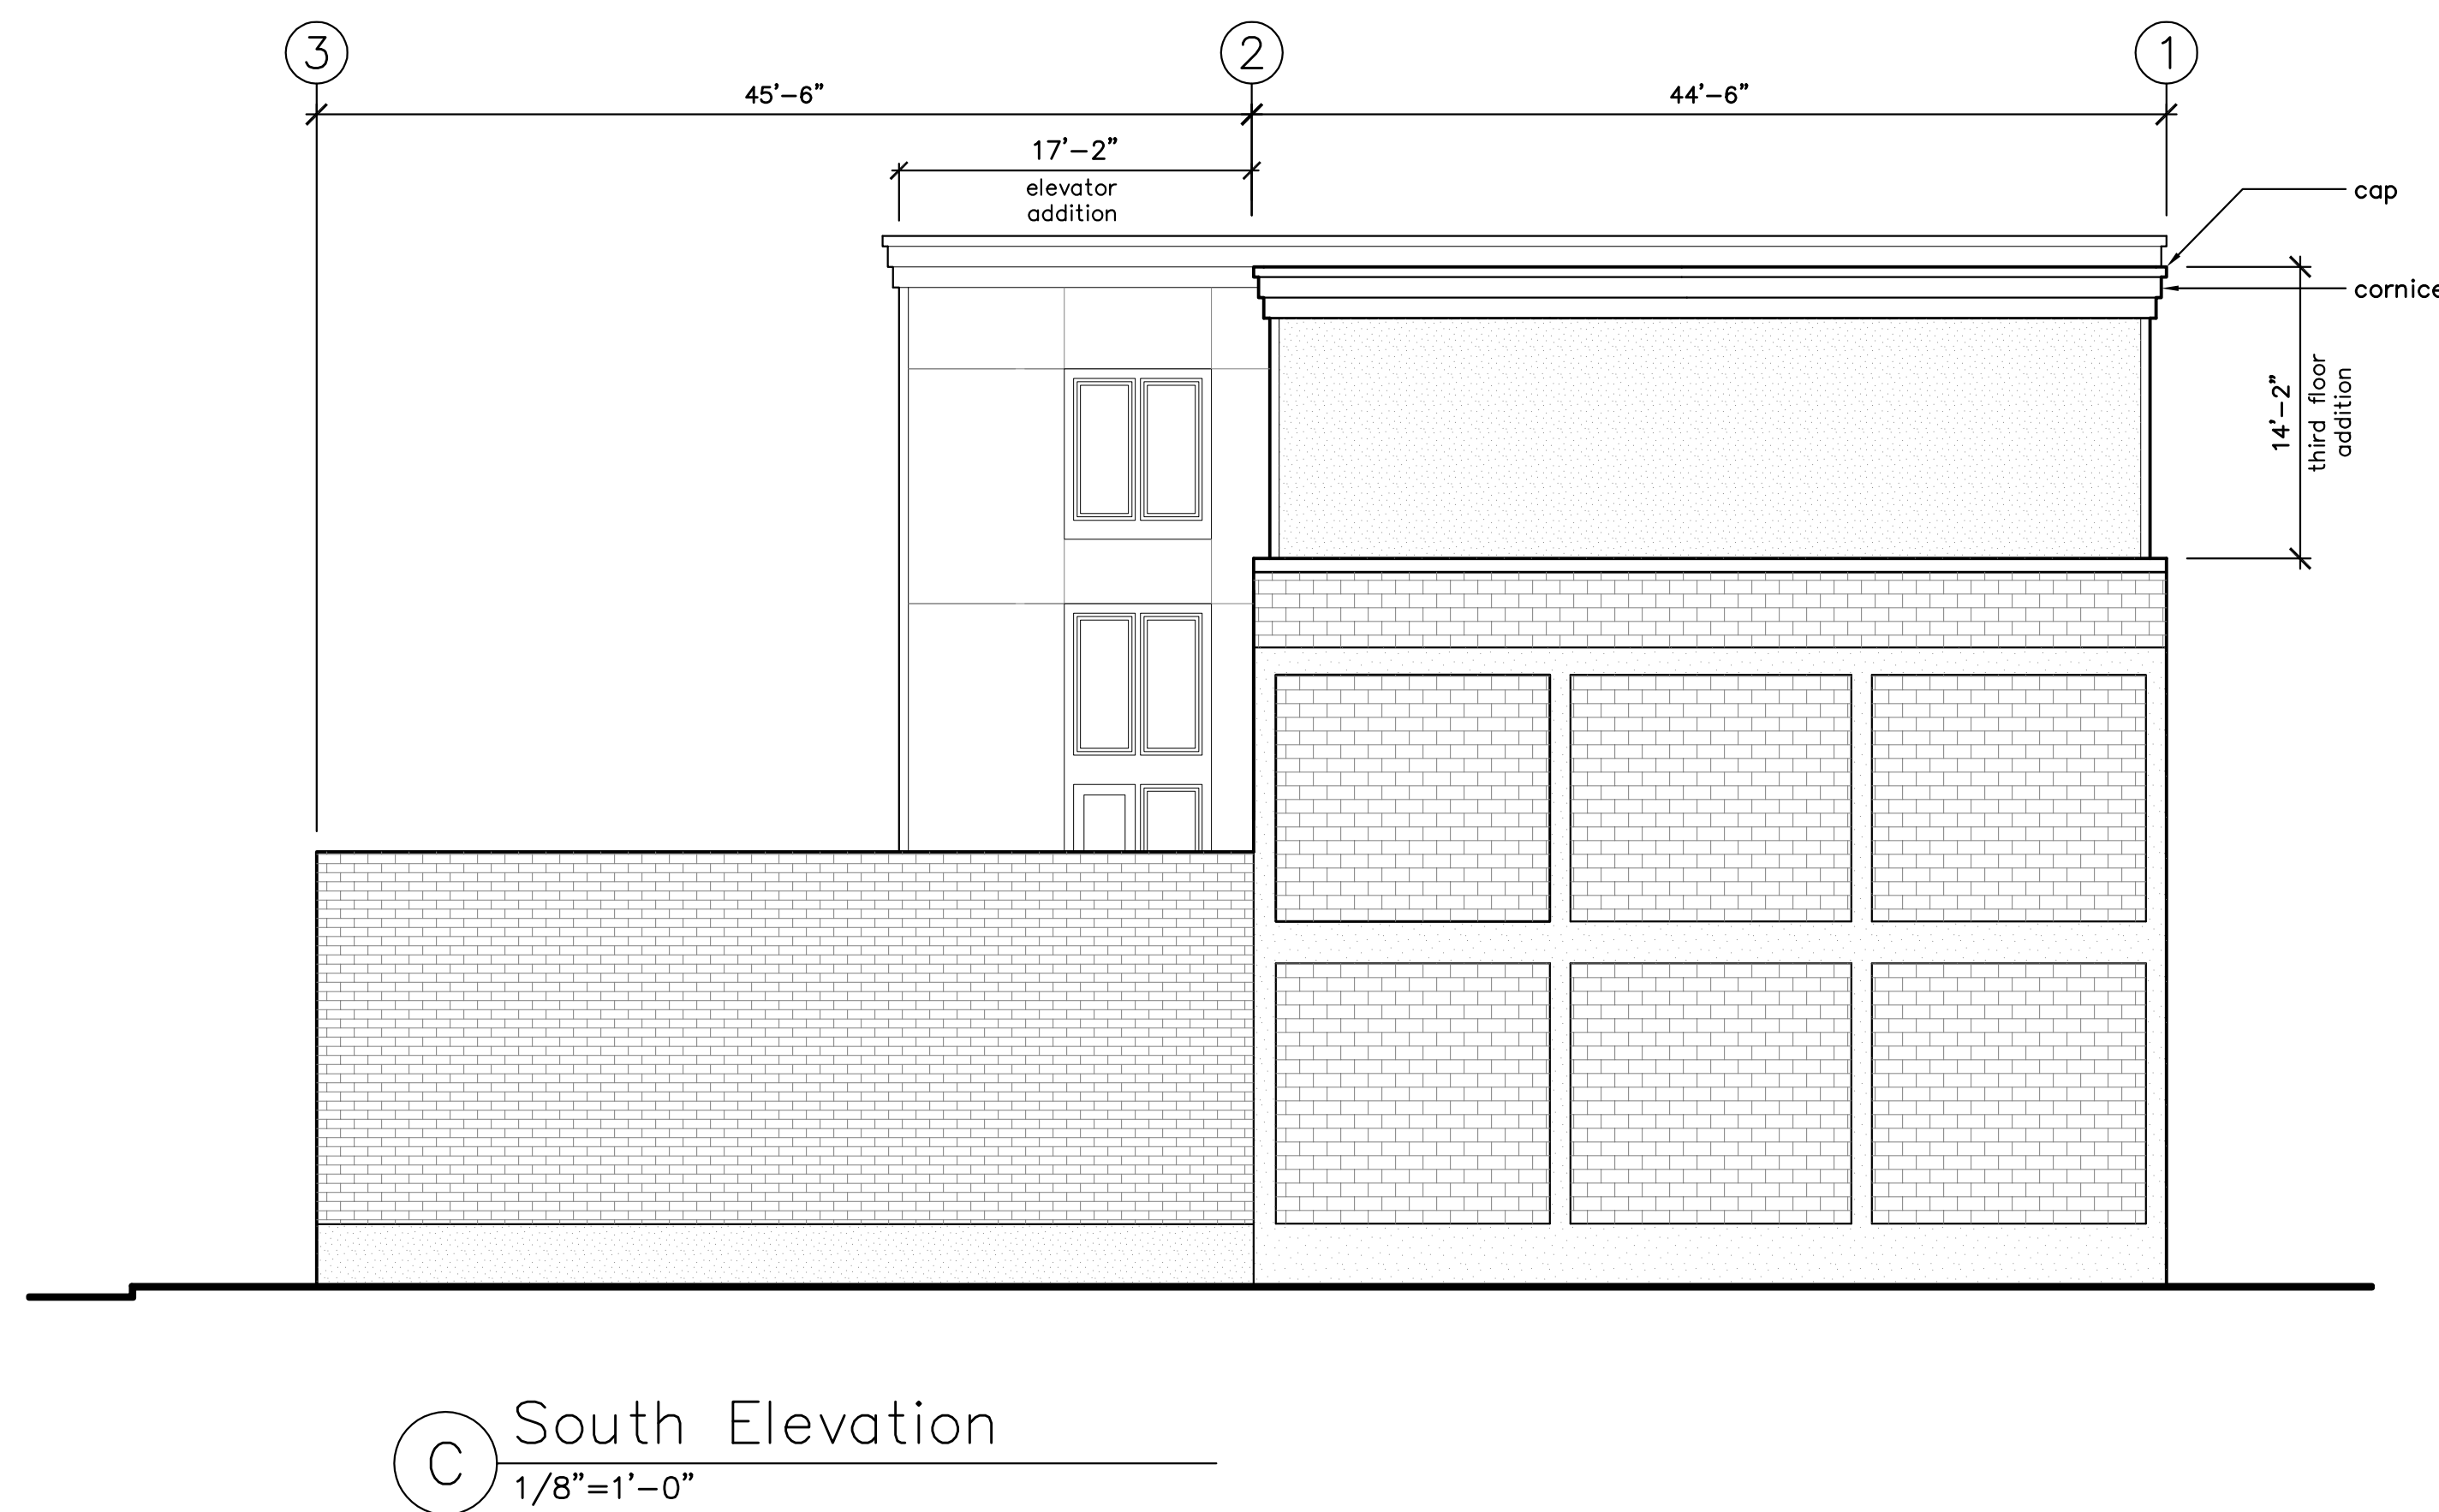 3
2
1
45'-6"
44'-6"
17'-2"
elevator
addition
cap
cornice
14'-2"
third floor
addition
C
South Elevation
1/8"=1'-0"